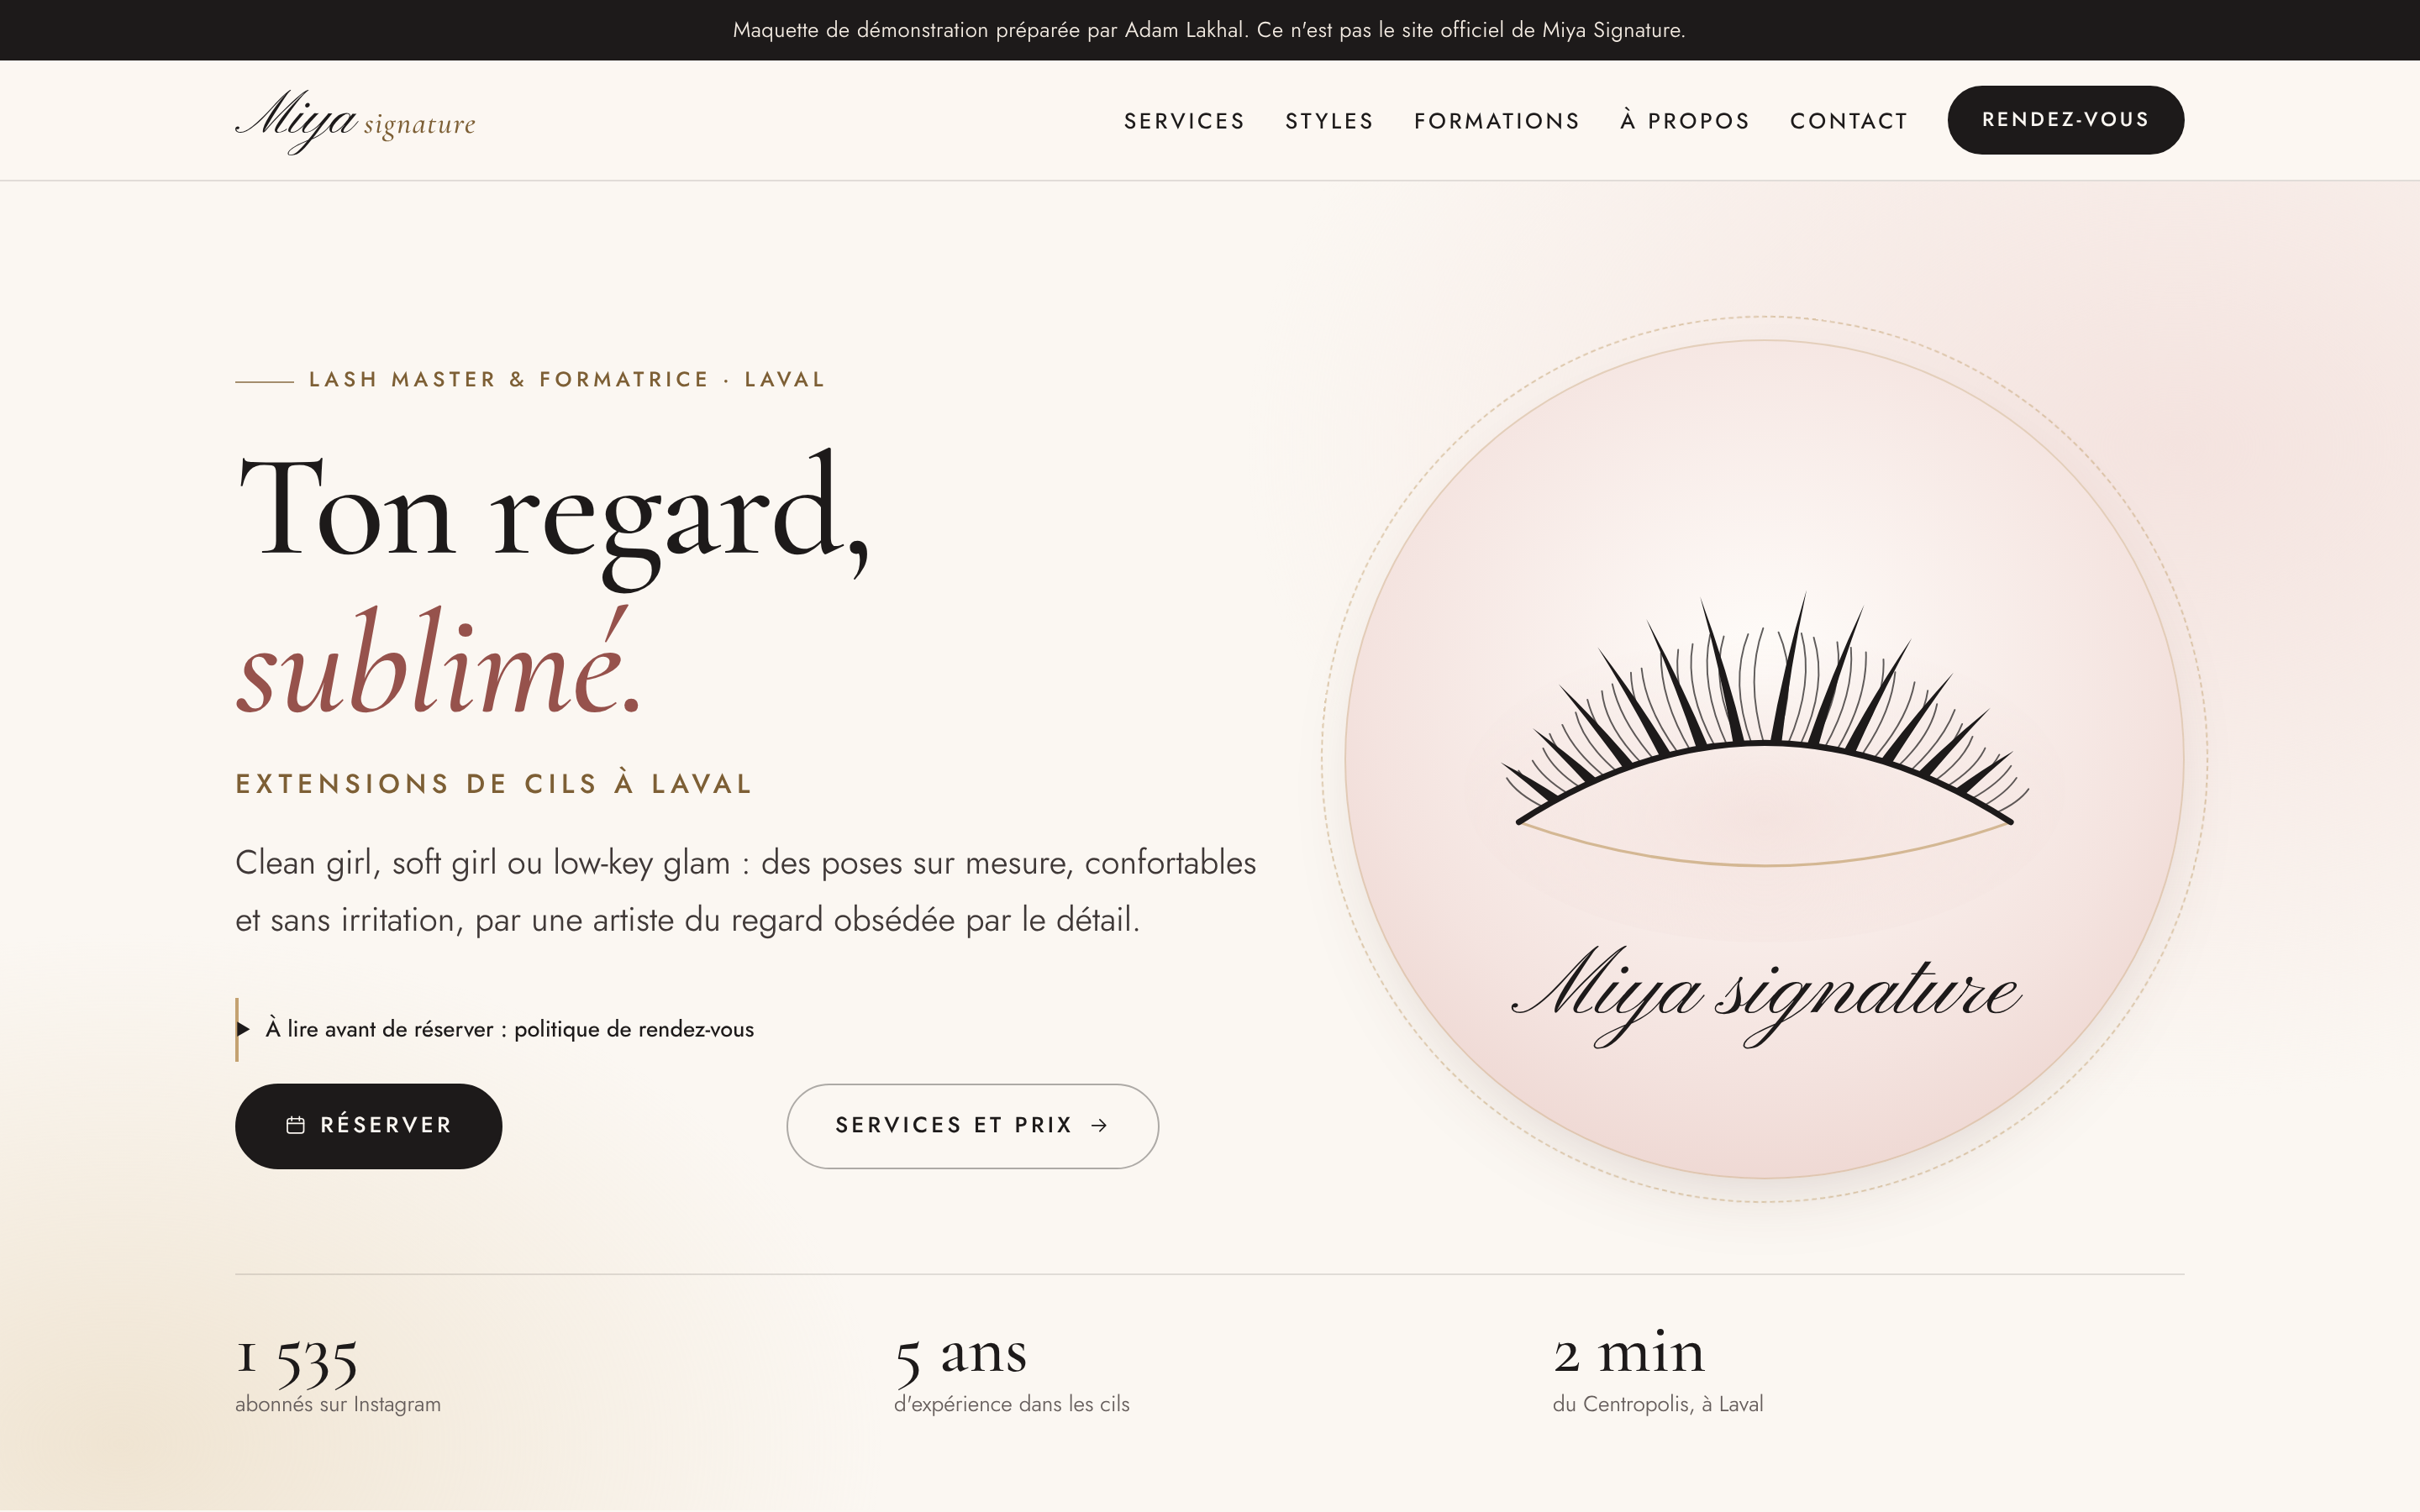 Maquette de démonstration préparée par Adam Lakhal. Ce n'est pas le site officiel de Miya Signature.
Miya signature
SERVICES STYLES FORMATIONS À PROPOS CONTACT RENDEZ-VOUS
LASH MASTER & FORMATRICE · LAVAL
Ton regard,
sublimé.
EXTENSIONS DE CILS À LAVAL
Clean girl, soft girl ou low-key glam : des poses sur mesure, confortables
et sans irritation, par une artiste du regard obsédée par le détail.
À lire avant de réserver : politique de rendez-vous
RÉSERVER
SERVICES ET PRIX →
Miya signature
1 535
abonnés sur Instagram
5 ans
d'expérience dans les cils
2 min
du Centropolis, à Laval